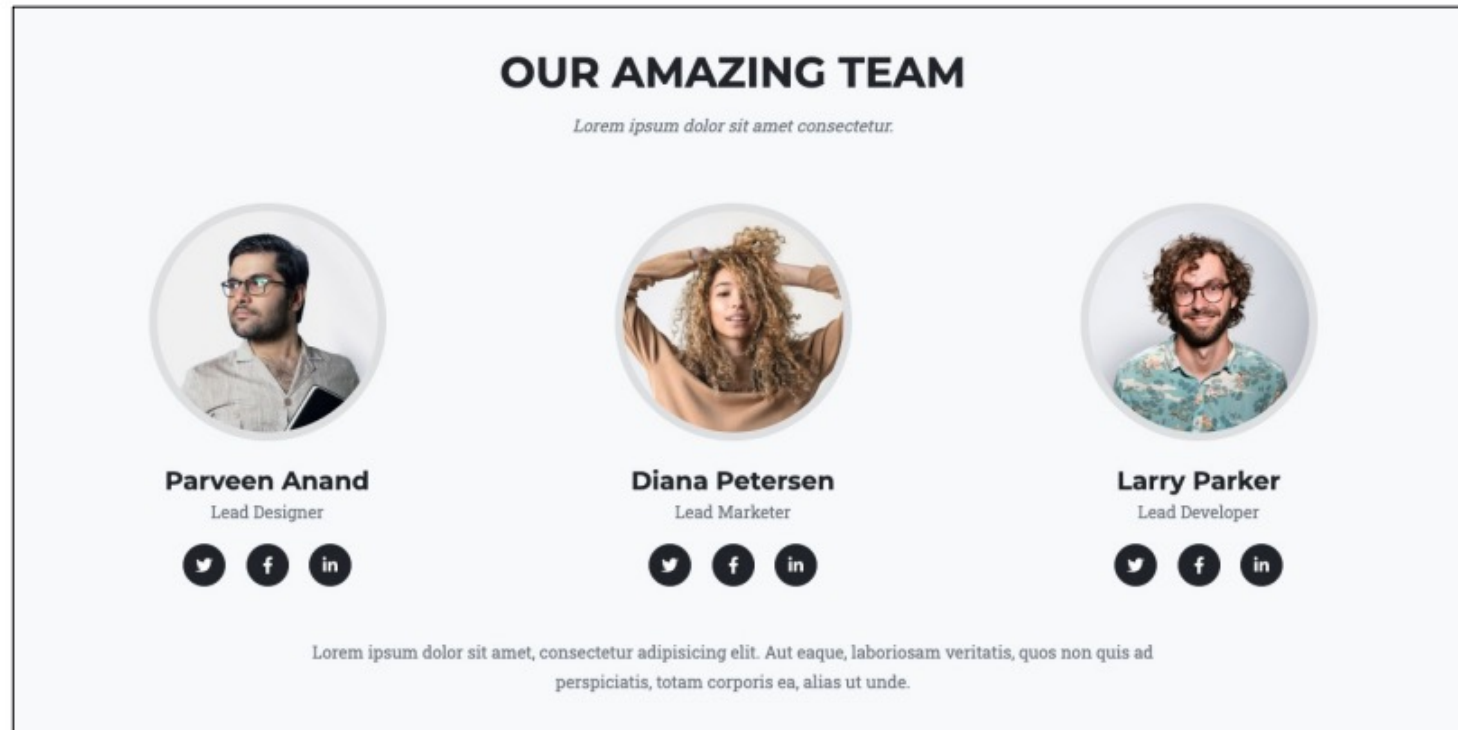 OUR AMAZING TEAM
Lorem ipsum dolor sit amet consectetur.
Parveen Anand
Lead Designer
Diana Petersen
Lead Marketer
Larry Parker
Lead Developer
Lorem ipsum dolor sit amet, consectetur adipisicing elit. Aut eaque, laboriosam veritatis, quos non quis ad
perspiciatis, totam corporis ea, alias ut unde.